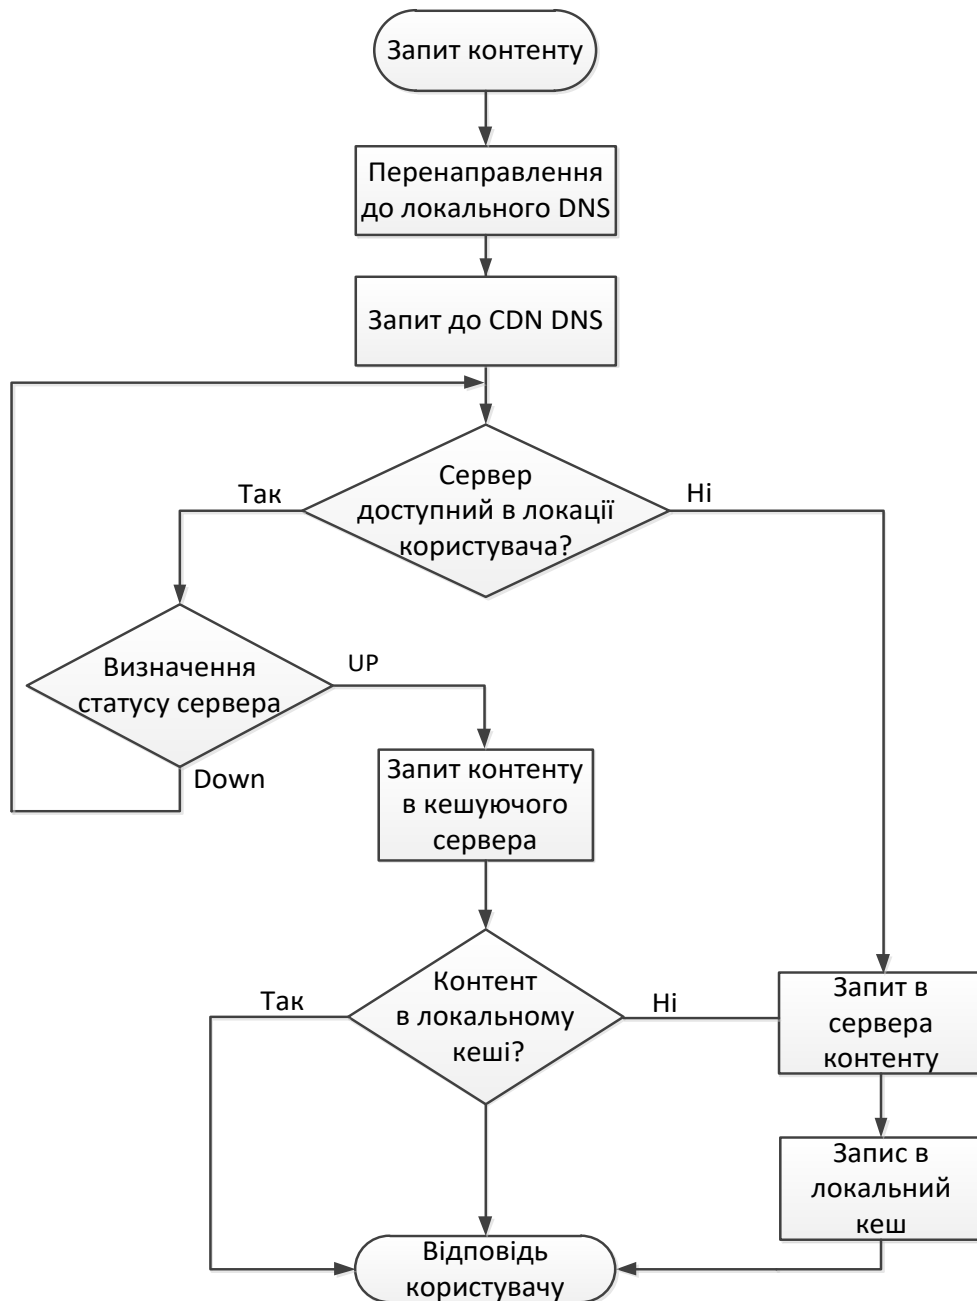 Запит контенту
Перенаправлення
до локального DNS
Запит до CDN DNS
Сервер
доступний в локації
користувача?
Так
Ні
Визначення
статусу сервера
UP
Down
Запит контенту
в кешуючого
сервера
Контент
в локальному
кеші?
Так
Ні
Запит в
сервера
контенту
Запис в
локальний
кеш
Відповідь
користувачу